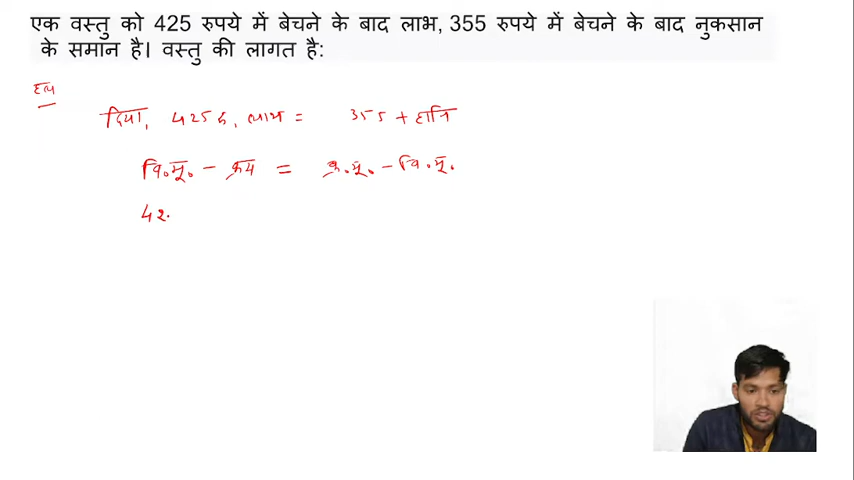 एक वस्तु को 425 रुपये में बेचने के बाद लाभ, 355 रुपये में बेचने के बाद नुकसान
के समान है। वस्तु की लागत है:
हल
दिया, 425 रु, लाभ = 355 + हानि
वि.मू. - क्रय = क्र.मू. - वि.मू.
42